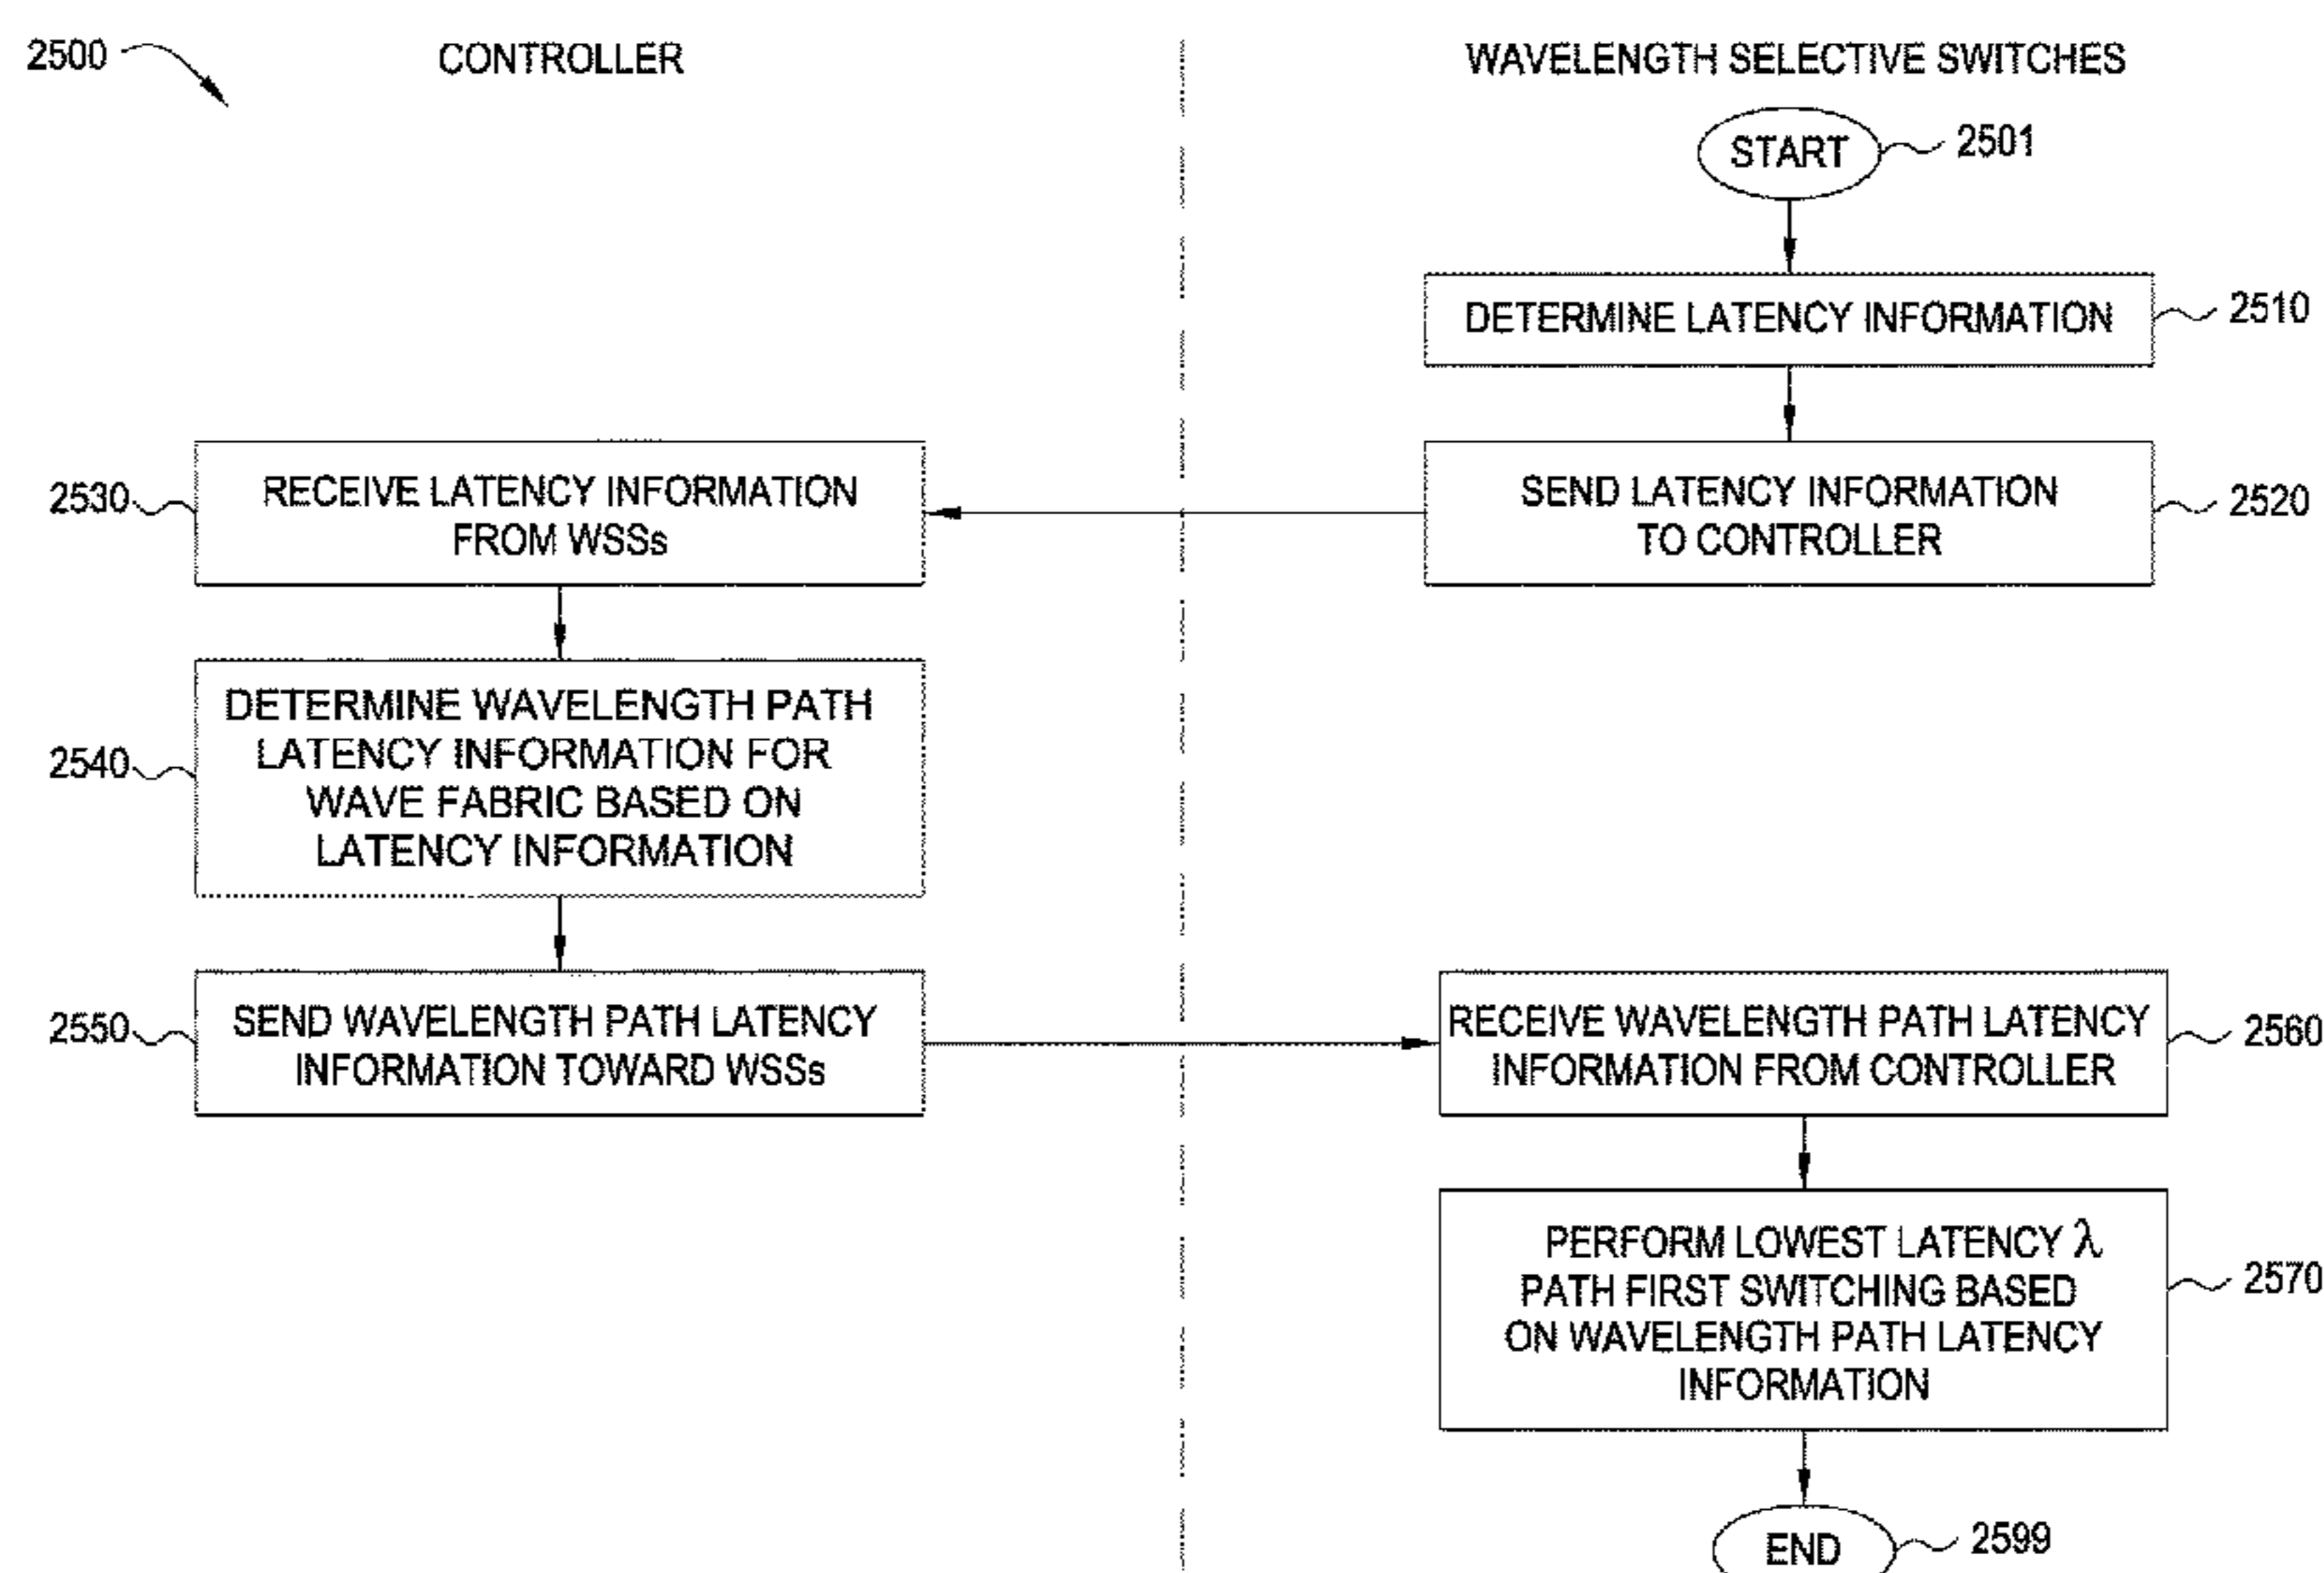 2500
CONTROLLER
WAVELENGTH SELECTIVE SWITCHES
START
2501
DETERMINE LATENCY INFORMATION
2510
SEND LATENCY INFORMATION
TO CONTROLLER
2520
2530
RECEIVE LATENCY INFORMATION
FROM WSSs
2540
DETERMINE WAVELENGTH PATH
LATENCY INFORMATION FOR
WAVE FABRIC BASED ON
LATENCY INFORMATION
2550
SEND WAVELENGTH PATH LATENCY
INFORMATION TOWARD WSSs
RECEIVE WAVELENGTH PATH LATENCY
INFORMATION FROM CONTROLLER
2560
PERFORM LOWEST LATENCY λ
PATH FIRST SWITCHING BASED
ON WAVELENGTH PATH LATENCY
INFORMATION
2570
END
2599